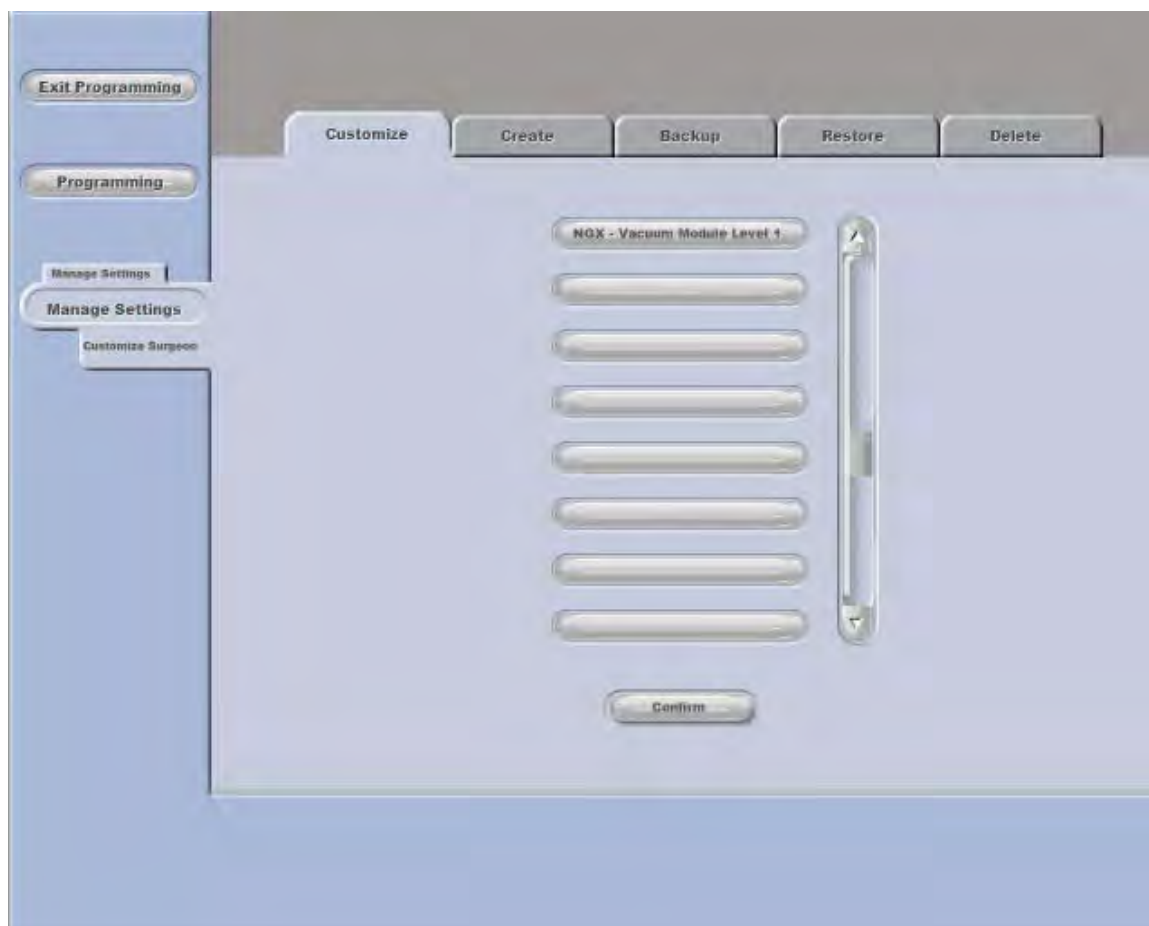 Exit Programming
Customize
Create
Backup
Restore
Delete
Programming
NGX - Vacuum Module Level 1
Manage Settings
Manage Settings
Customize Surgeon
Confirm